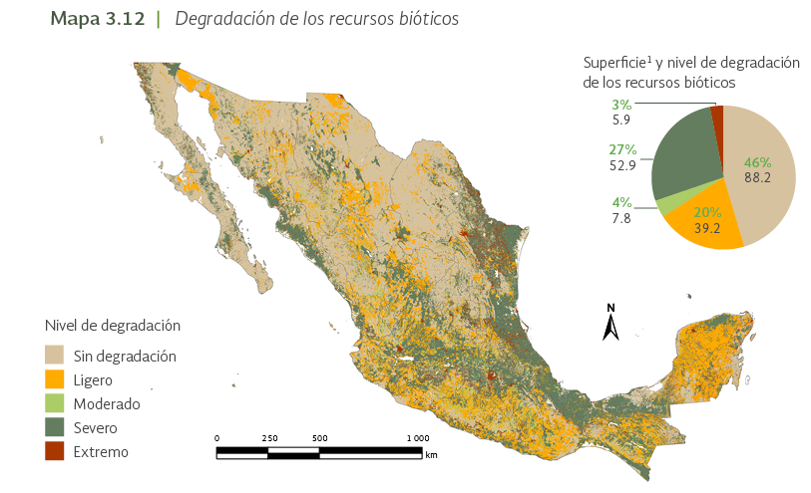 Mapa 3.12 | Degradación de los recursos bióticos
Superficie¹ y nivel de degradación
de los recursos bióticos
3%
5.9
27%
52.9
46%
88.2
4%
7.8
20%
39.2
N
Nivel de degradación
Sin degradación
Ligero
Moderado
Severo
Extremo
0 250 500 1 000
km